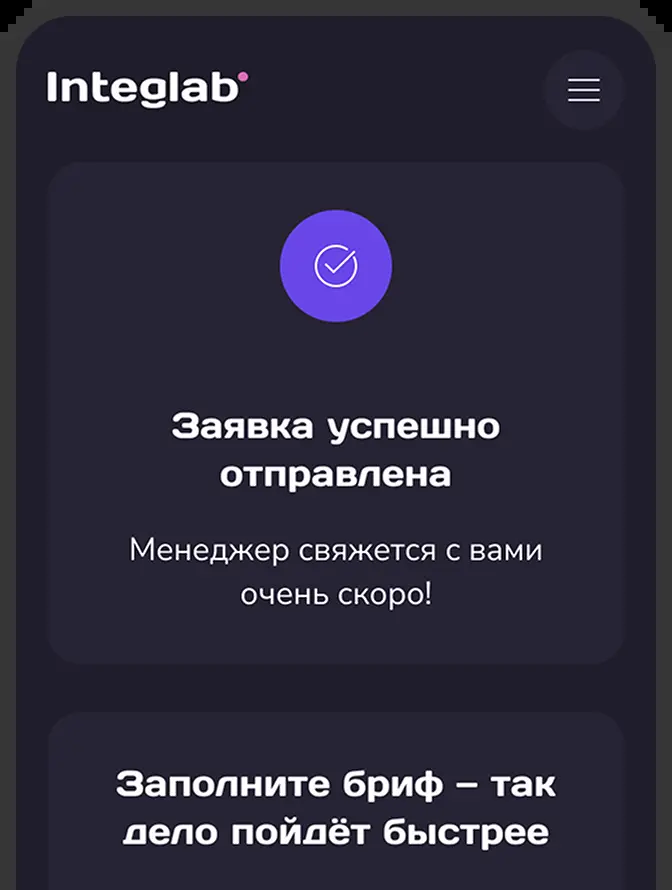 Integlab
Заявка успешно
отправлена
Менеджер свяжется с вами
очень скоро!
Заполните бриф – так
дело пойдёт быстрее